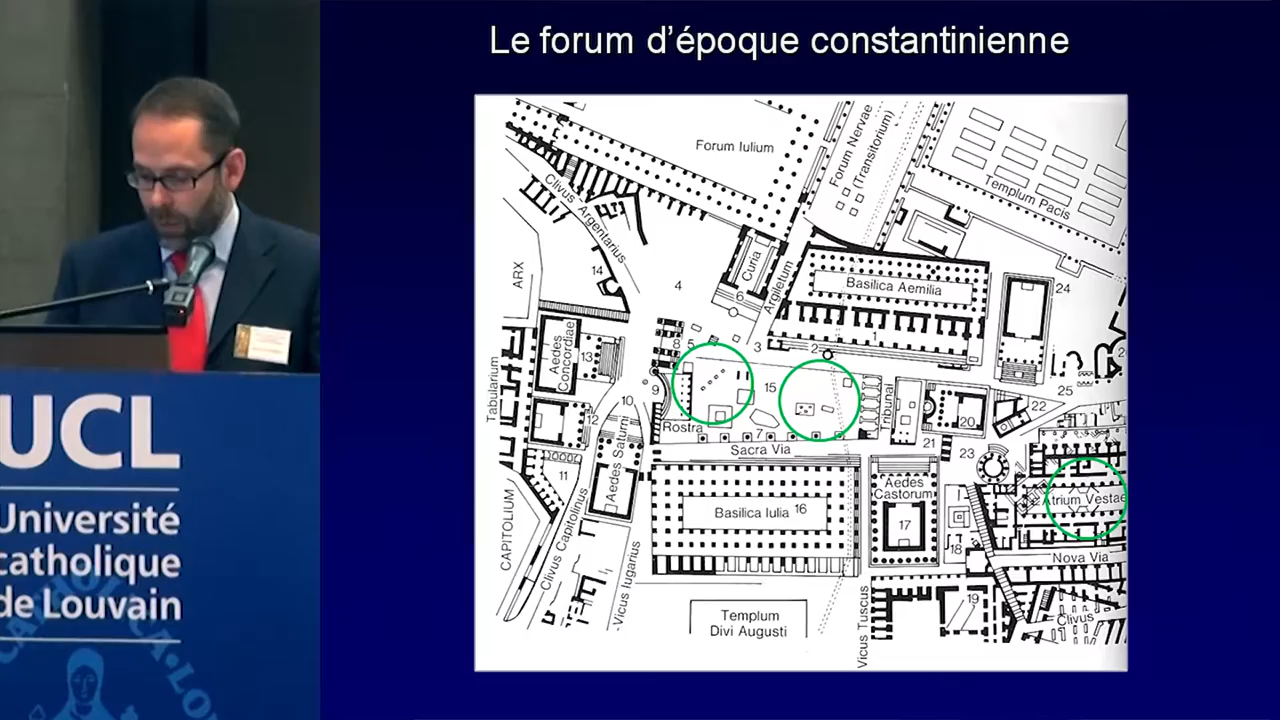 Le forum d'époque constantinienne
Forum Iulium
Forum Nervae
(Transitorium)
Templum Pacis
Clivus Argentarius
ARX
14
4
Curia
6
Argiletum
Basilica Aemilia
1
24
Tabularium
Aedes
Concordiae
13
8
5
3
2
9
15
10
12
Rostra
7
Tribunal
20
21
22
25
23
Sacra Via
11
Aedes Saturni
CAPITOLIUM
Clivus Capitolinus
Vicus Iugarius
Basilica Iulia 16
Aedes
Castorum
17
18
Atrium Vestae
Nova Via
19
Clivus
Templum
Divi Augusti
Vicus Tuscus
UCL
Université
catholique
de Louvain